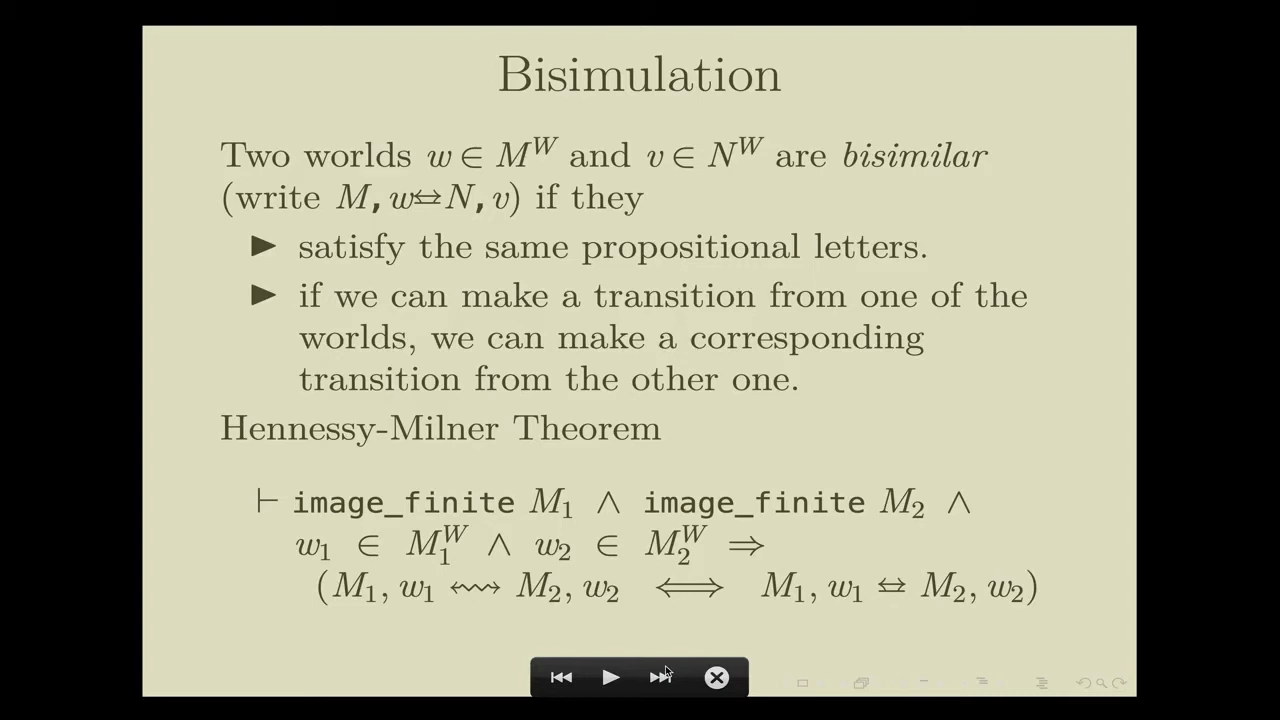 Bisimulation
Two worlds w ∈ M^W and v ∈ N^W are bisimilar
(write M, w⇔N, v) if they
▶ satisfy the same propositional letters.
▶ if we can make a transition from one of the
worlds, we can make a corresponding
transition from the other one.
Hennessy-Milner Theorem
⊢ image_finite M₁ ∧ image_finite M₂ ∧
w₁ ∈ M₁^W ∧ w₂ ∈ M₂^W ⇒
(M₁, w₁ ↭ M₂, w₂ ⟺ M₁, w₁ ⇔ M₂, w₂)